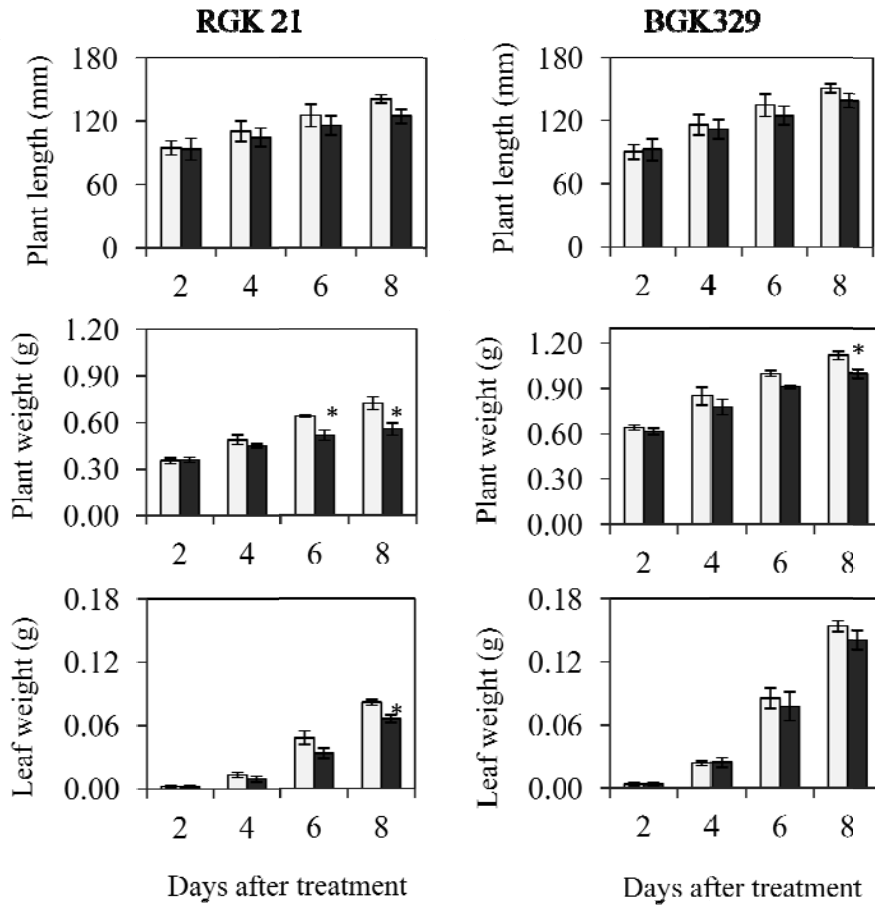 RGK 21
BGK329
Plant length (mm)
180
120
60
0
2 4 6 8
Plant length (mm)
180
120
60
0
2 4 6 8
Plant weight (g)
1.20
0.90
0.60
0.30
0.00
* *
2 4 6 8
Plant weight (g)
1.20
0.90
0.60
0.30
0.00
*
2 4 6 8
Leaf weight (g)
0.18
0.12
0.06
0.00
*
2 4 6 8
Days after treatment
Leaf weight (g)
0.18
0.12
0.06
0.00
2 4 6 8
Days after treatment